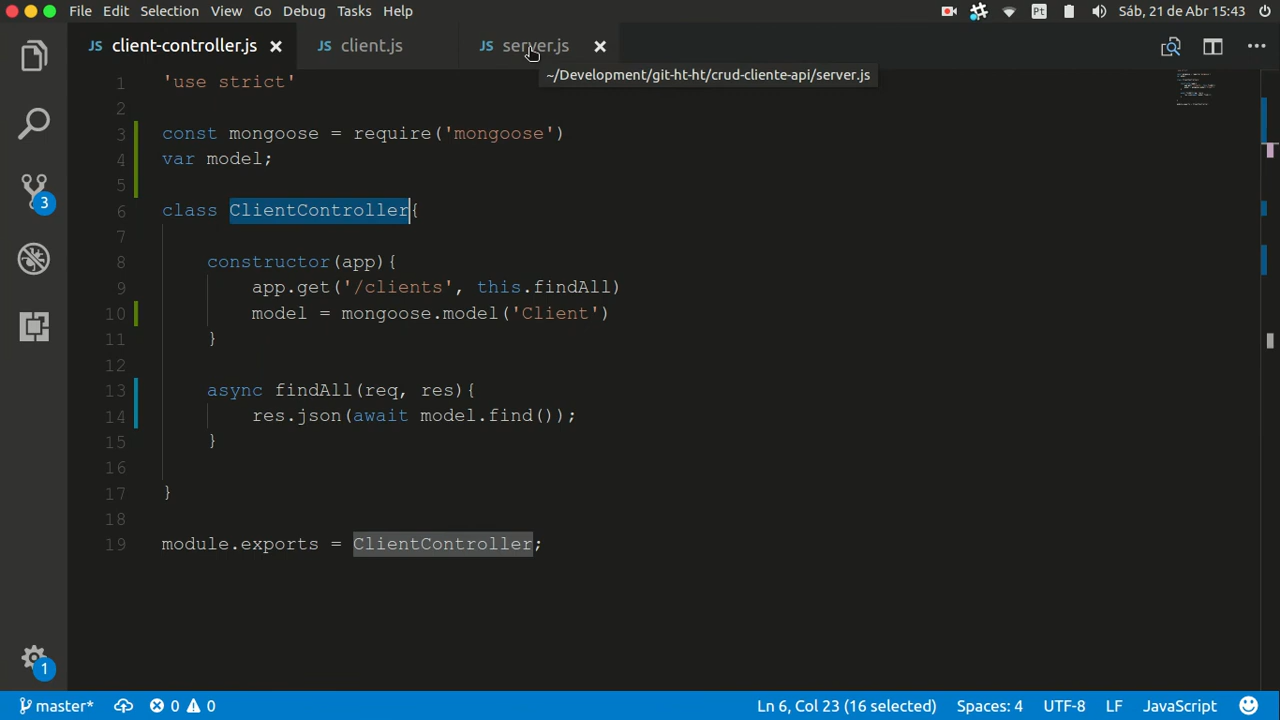 File Edit Selection View Go Debug Tasks Help
Pt Sáb, 21 de Abr 15:43
JS client-controller.js JS client.js JS server.js
~/Development/git-ht-ht/crud-cliente-api/server.js
1 'use strict'
2
3 const mongoose = require('mongoose')
4 var model;
5
6 class ClientController{
7
8 constructor(app){
9 app.get('/clients', this.findAll)
10 model = mongoose.model('Client')
11 }
12
13 async findAll(req, res){
14 res.json(await model.find());
15 }
16
17 }
18
19 module.exports = ClientController;
3
1
master* 0 0 Ln 6, Col 23 (16 selected) Spaces: 4 UTF-8 LF JavaScript